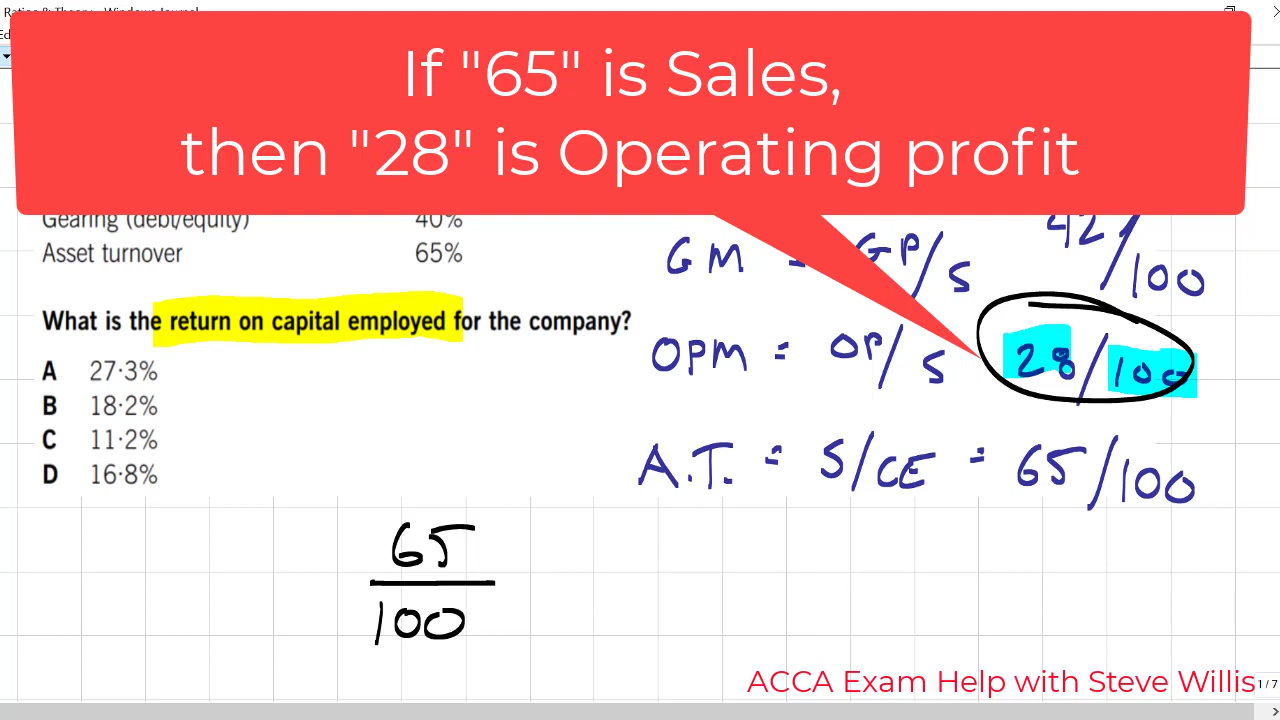 If "65" is Sales,
then "28" is Operating profit
Gearing (debt/equity) 40%
Asset turnover 65%
What is the return on capital employed for the company?
A 27·3%
B 18·2%
C 11·2%
D 16·8%
GM = GP/S 42/100
OPM = OP/S 28/100
A.T. = S/CE = 65/100
65
100
ACCA Exam Help with Steve Willis
1/7